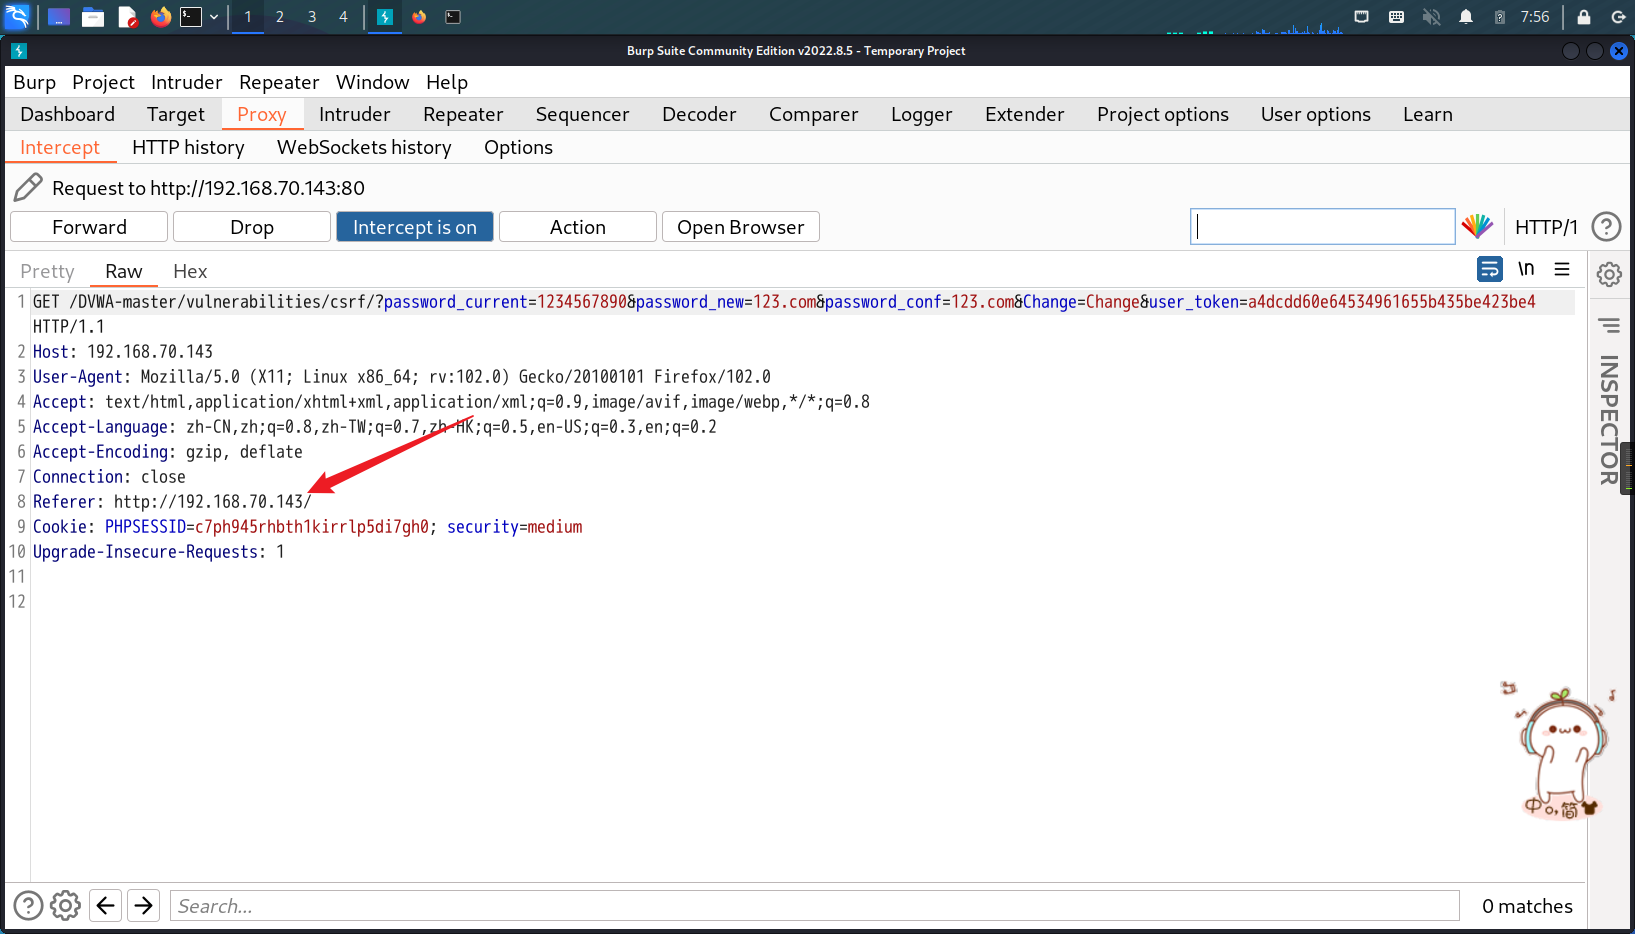 1 2 3 4 7:56
Burp Suite Community Edition v2022.8.5 - Temporary Project
Burp Project Intruder Repeater Window Help
Dashboard Target Proxy Intruder Repeater Sequencer Decoder Comparer Logger Extender Project options User options Learn
Intercept HTTP history WebSockets history Options
Request to http://192.168.70.143:80
Forward Drop Intercept is on Action Open Browser HTTP/1 ?
Pretty Raw Hex \n
1 GET /DVWA-master/vulnerabilities/csrf/?password_current=1234567890&password_new=123.com&password_conf=123.com&Change=Change&user_token=a4dcdd60e64534961655b435be423be4
HTTP/1.1
2 Host: 192.168.70.143
3 User-Agent: Mozilla/5.0 (X11; Linux x86_64; rv:102.0) Gecko/20100101 Firefox/102.0
4 Accept: text/html,application/xhtml+xml,application/xml;q=0.9,image/avif,image/webp,*/*;q=0.8
5 Accept-Language: zh-CN,zh;q=0.8,zh-TW;q=0.7,zh-HK;q=0.5,en-US;q=0.3,en;q=0.2
6 Accept-Encoding: gzip, deflate
7 Connection: close
8 Referer: http://192.168.70.143/
9 Cookie: PHPSESSID=c7ph945rhbth1kirrlp5di7gh0; security=medium
10 Upgrade-Insecure-Requests: 1
11
12
INSPECTOR
中 简
? Search... 0 matches